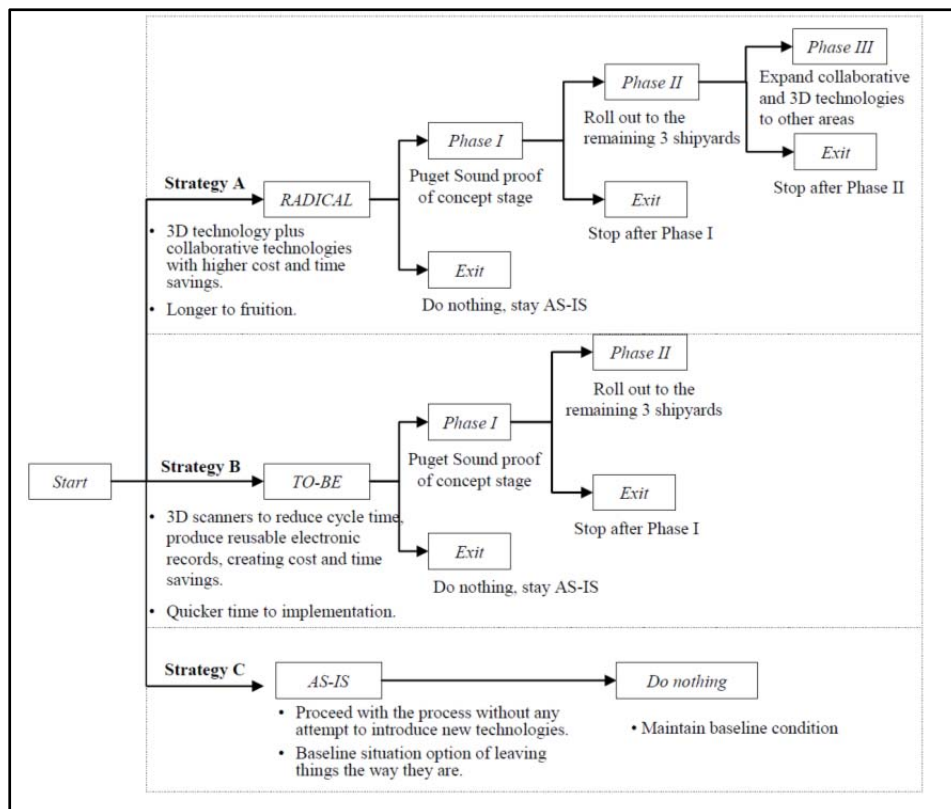 Phase III
Phase II
Expand collaborative
and 3D technologies
to other areas
Roll out to the
remaining 3 shipyards
Phase I
Exit
Puget Sound proof
of concept stage
Stop after Phase II
Strategy A
RADICAL
Exit
Stop after Phase I
• 3D technology plus
collaborative technologies
with higher cost and time
savings.
Exit
• Longer to fruition.
Do nothing, stay AS-IS
Phase II
Roll out to the
remaining 3 shipyards
Phase I
Puget Sound proof
of concept stage
Strategy B
Start
TO-BE
Exit
Stop after Phase I
• 3D scanners to reduce cycle time,
produce reusable electronic
records, creating cost and time
savings.
Exit
Do nothing, stay AS-IS
• Quicker time to implementation.
Strategy C
AS-IS
Do nothing
• Proceed with the process without any
attempt to introduce new technologies.
• Baseline situation option of leaving
things the way they are.
• Maintain baseline condition